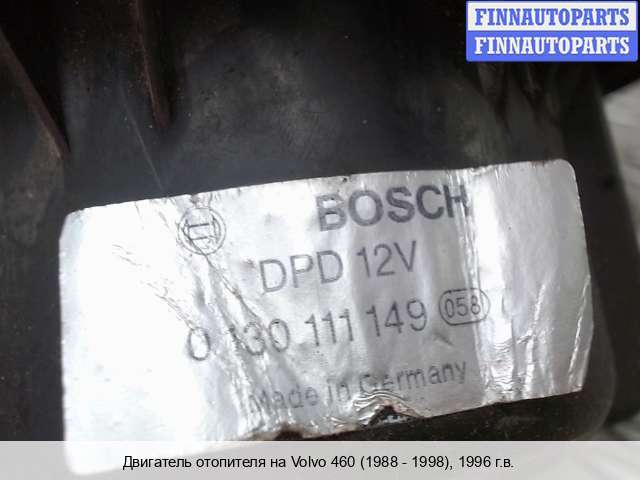 FINNAUTOPARTS
FINNAUTOPARTS
BOSCH
DPD 12V
0 130 111 149 058
Made in Germany
Двигатель отопителя на Volvo 460 (1988 - 1998), 1996 г.в.